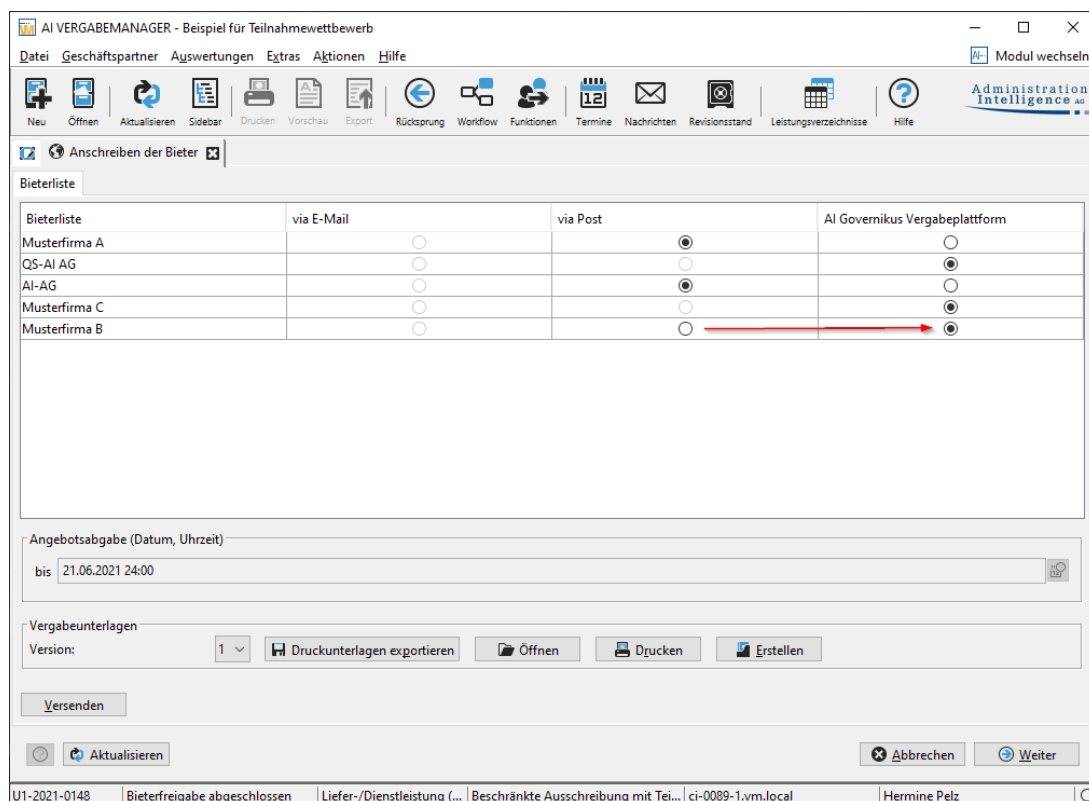 AI VERGABEMANAGER - Beispiel für Teilnahmewettbewerb
Datei Geschäftspartner Auswertungen Extras Aktionen Hilfe
AI-- Modul wechseln
Neu Öffnen Aktualisieren Sidebar Drucken Vorschau Export Rücksprung Workflow Funktionen Termine Nachrichten Revisionsstand Leistungsverzeichnisse Hilfe
Administration
Intelligence AG
Anschreiben der Bieter
Bieterliste
Bieterliste via E-Mail via Post AI Governikus Vergabeplattform
Musterfirma A
QS-AI AG
AI-AG
Musterfirma C
Musterfirma B
Angebotsabgabe (Datum, Uhrzeit)
bis 21.06.2021 24:00
Vergabeunterlagen
Version: 1 Druckunterlagen exportieren Öffnen Drucken Erstellen
Versenden
Aktualisieren Abbrechen Weiter
U1-2021-0148 Bieterfreigabe abgeschlossen Liefer-/Dienstleistung (... Beschränkte Ausschreibung mit Tei... ci-0089-1.vm.local Hermine Pelz